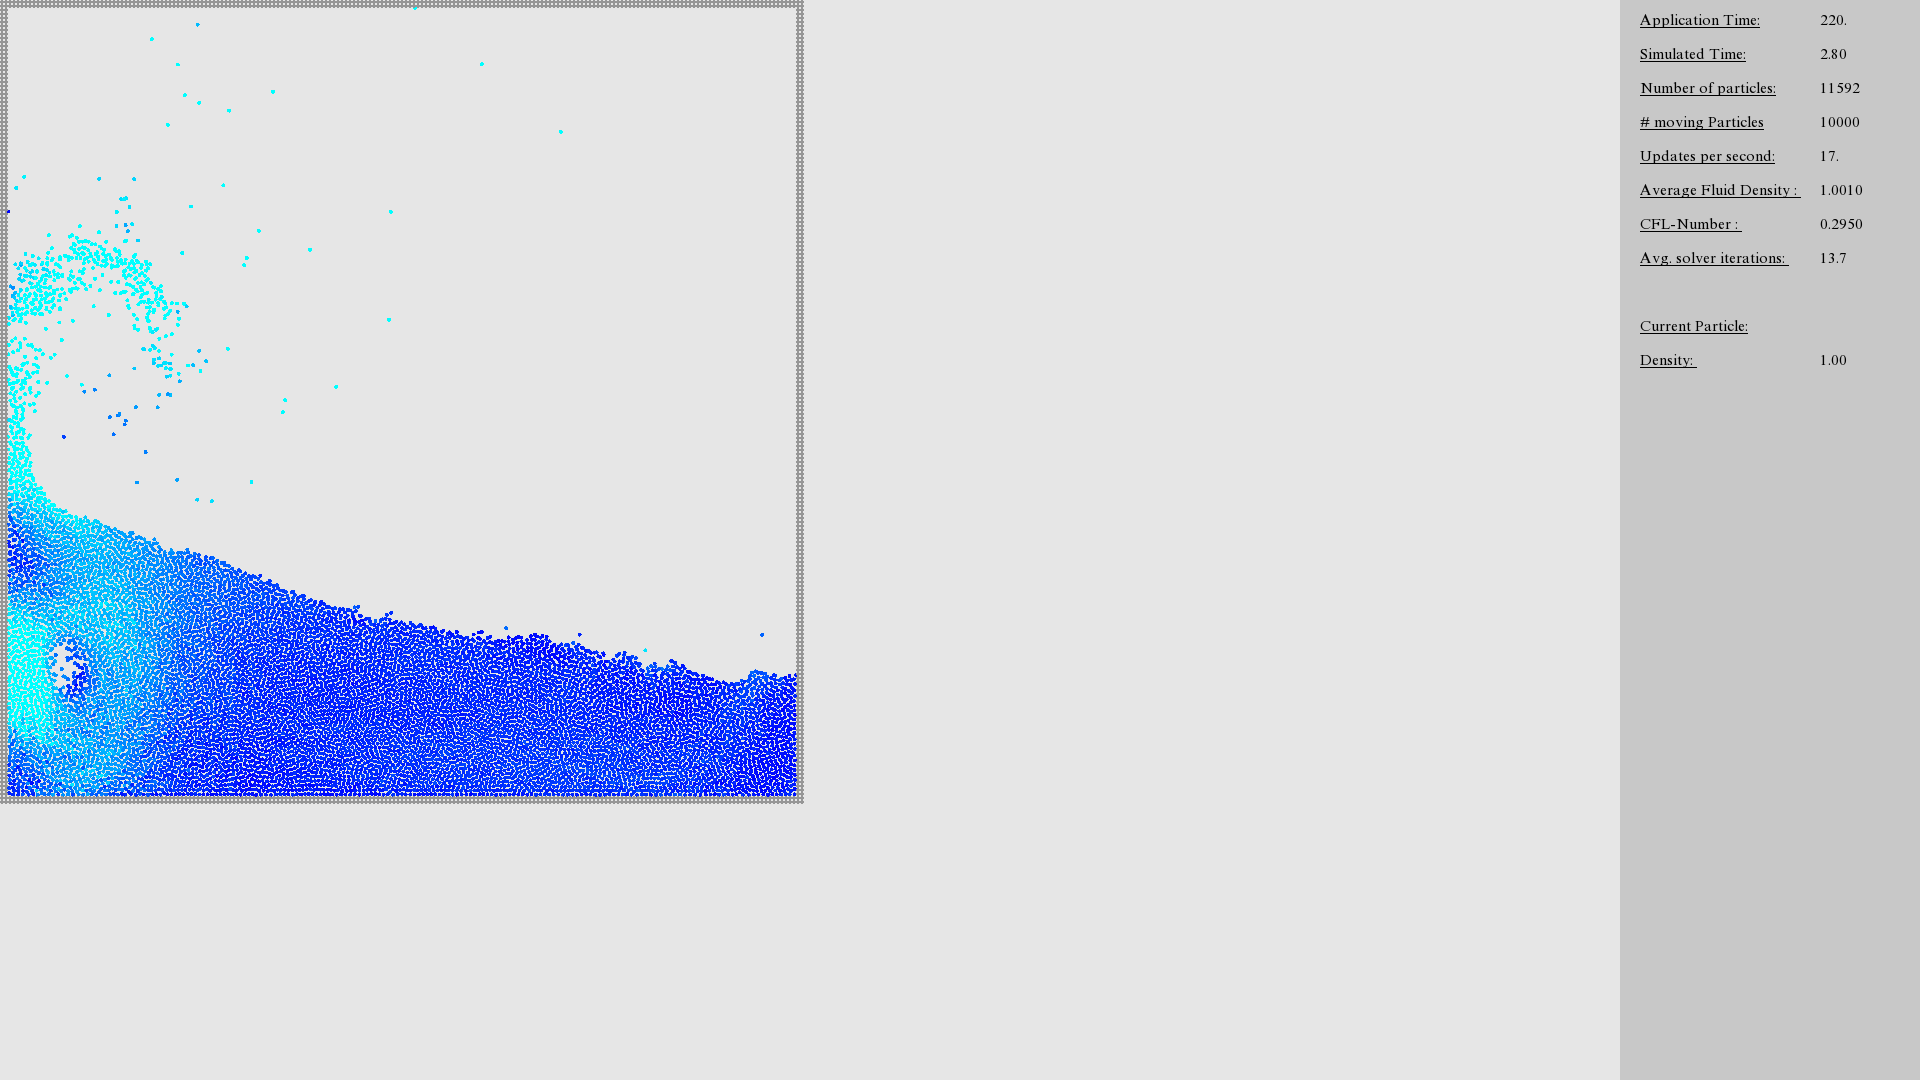 Application Time: 220.
Simulated Time: 2.80
Number of particles: 11592
# moving Particles 10000
Updates per second: 17.
Average Fluid Density : 1.0010
CFL-Number : 0.2950
Avg. solver iterations: 13.7
Current Particle:
Density: 1.00